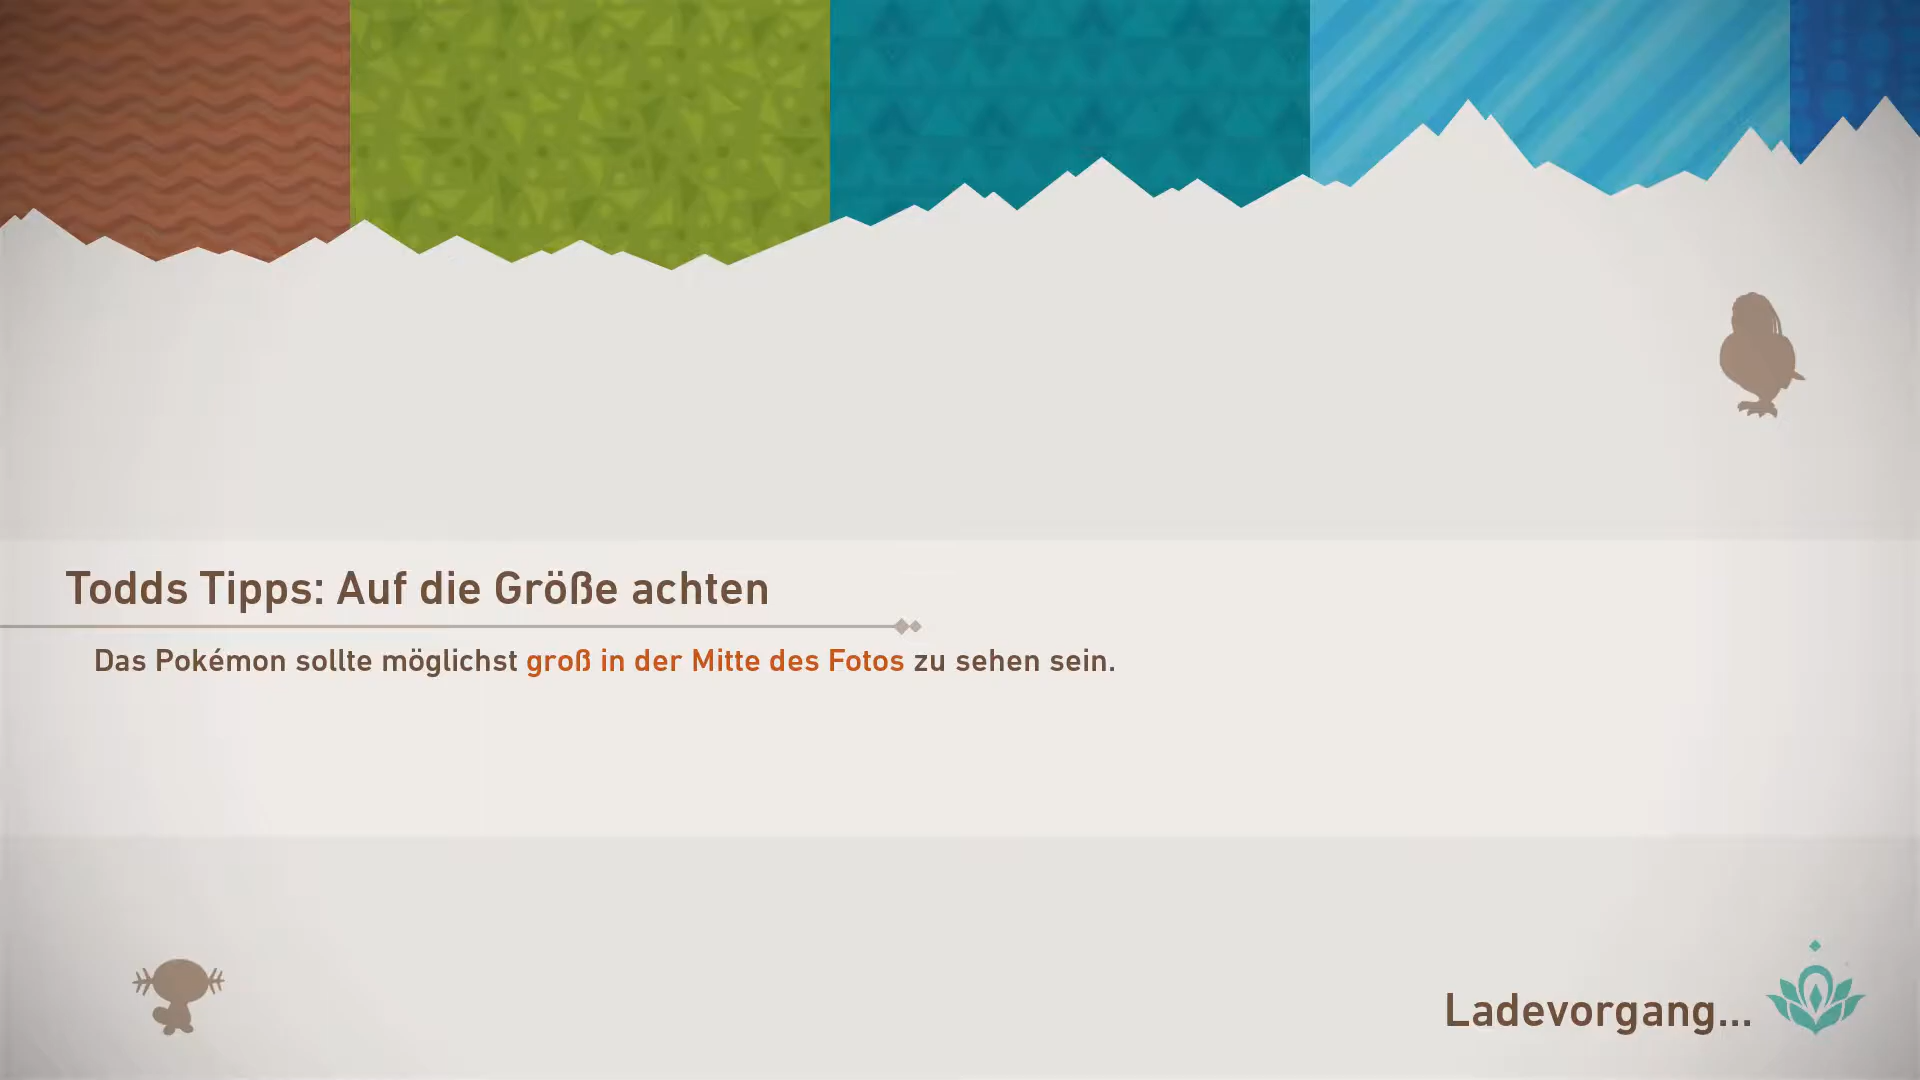 Todds Tipps: Auf die Größe achten
Das Pokémon sollte möglichst groß in der Mitte des Fotos zu sehen sein.
Ladevorgang...